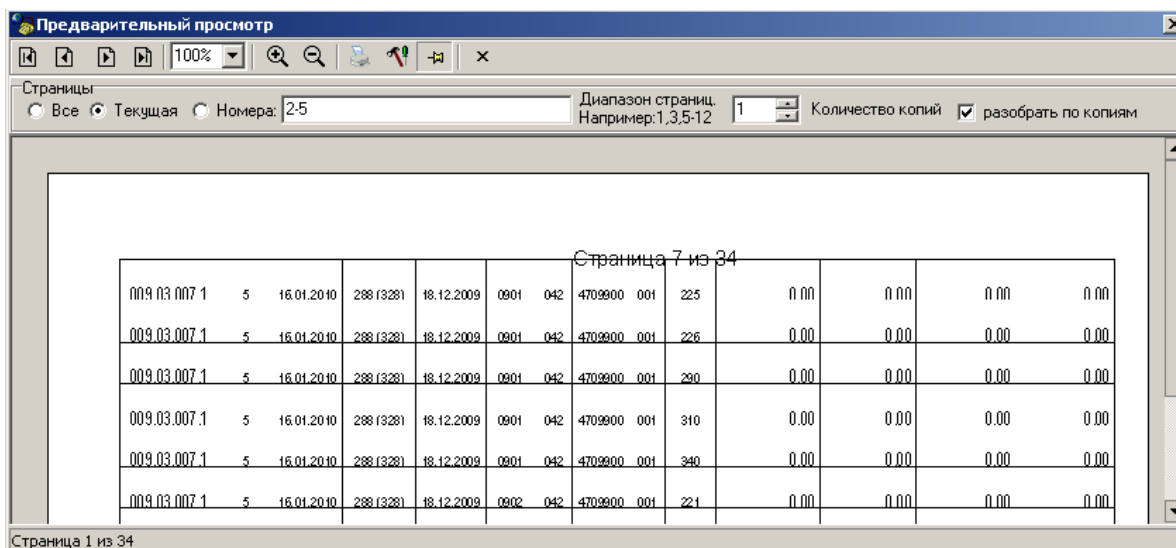 Предварительный просмотр
100%
Страницы
Все Текущая Номера: 2-5 Диапазон страниц. Например:1,3,5-12 1 Количество копий разобрать по копиям
Страница 7 из 34
009.03.007.1 5 16.01.2010 288 (328) 18.12.2009 0901 042 4709900 001 225 0.00 0.00 0.00 0.00
009.03.007.1 5 16.01.2010 288 (328) 18.12.2009 0901 042 4709900 001 226 0.00 0.00 0.00 0.00
009.03.007.1 5 16.01.2010 288 (328) 18.12.2009 0901 042 4709900 001 290 0.00 0.00 0.00 0.00
009.03.007.1 5 16.01.2010 288 (328) 18.12.2009 0901 042 4709900 001 310 0.00 0.00 0.00 0.00
009.03.007.1 5 16.01.2010 288 (328) 18.12.2009 0901 042 4709900 001 340 0.00 0.00 0.00 0.00
009.03.007.1 5 16.01.2010 288 (328) 18.12.2009 0902 042 4709900 001 221 0.00 0.00 0.00 0.00
Страница 1 из 34